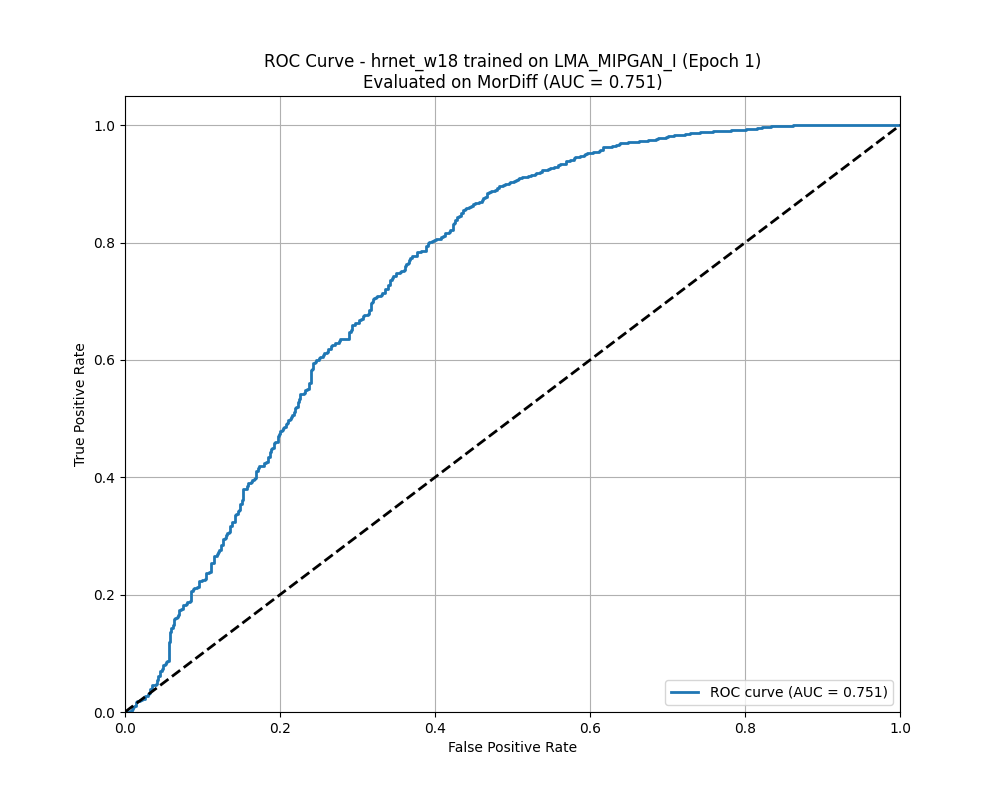 ROC Curve - hrnet_w18 trained on LMA_MIPGAN_I (Epoch 1)
Evaluated on MorDiff (AUC = 0.751)
1.0
0.8
0.6
0.4
0.2
0.0
True Positive Rate
ROC curve (AUC = 0.751)
0.0 0.2 0.4 0.6 0.8 1.0
False Positive Rate